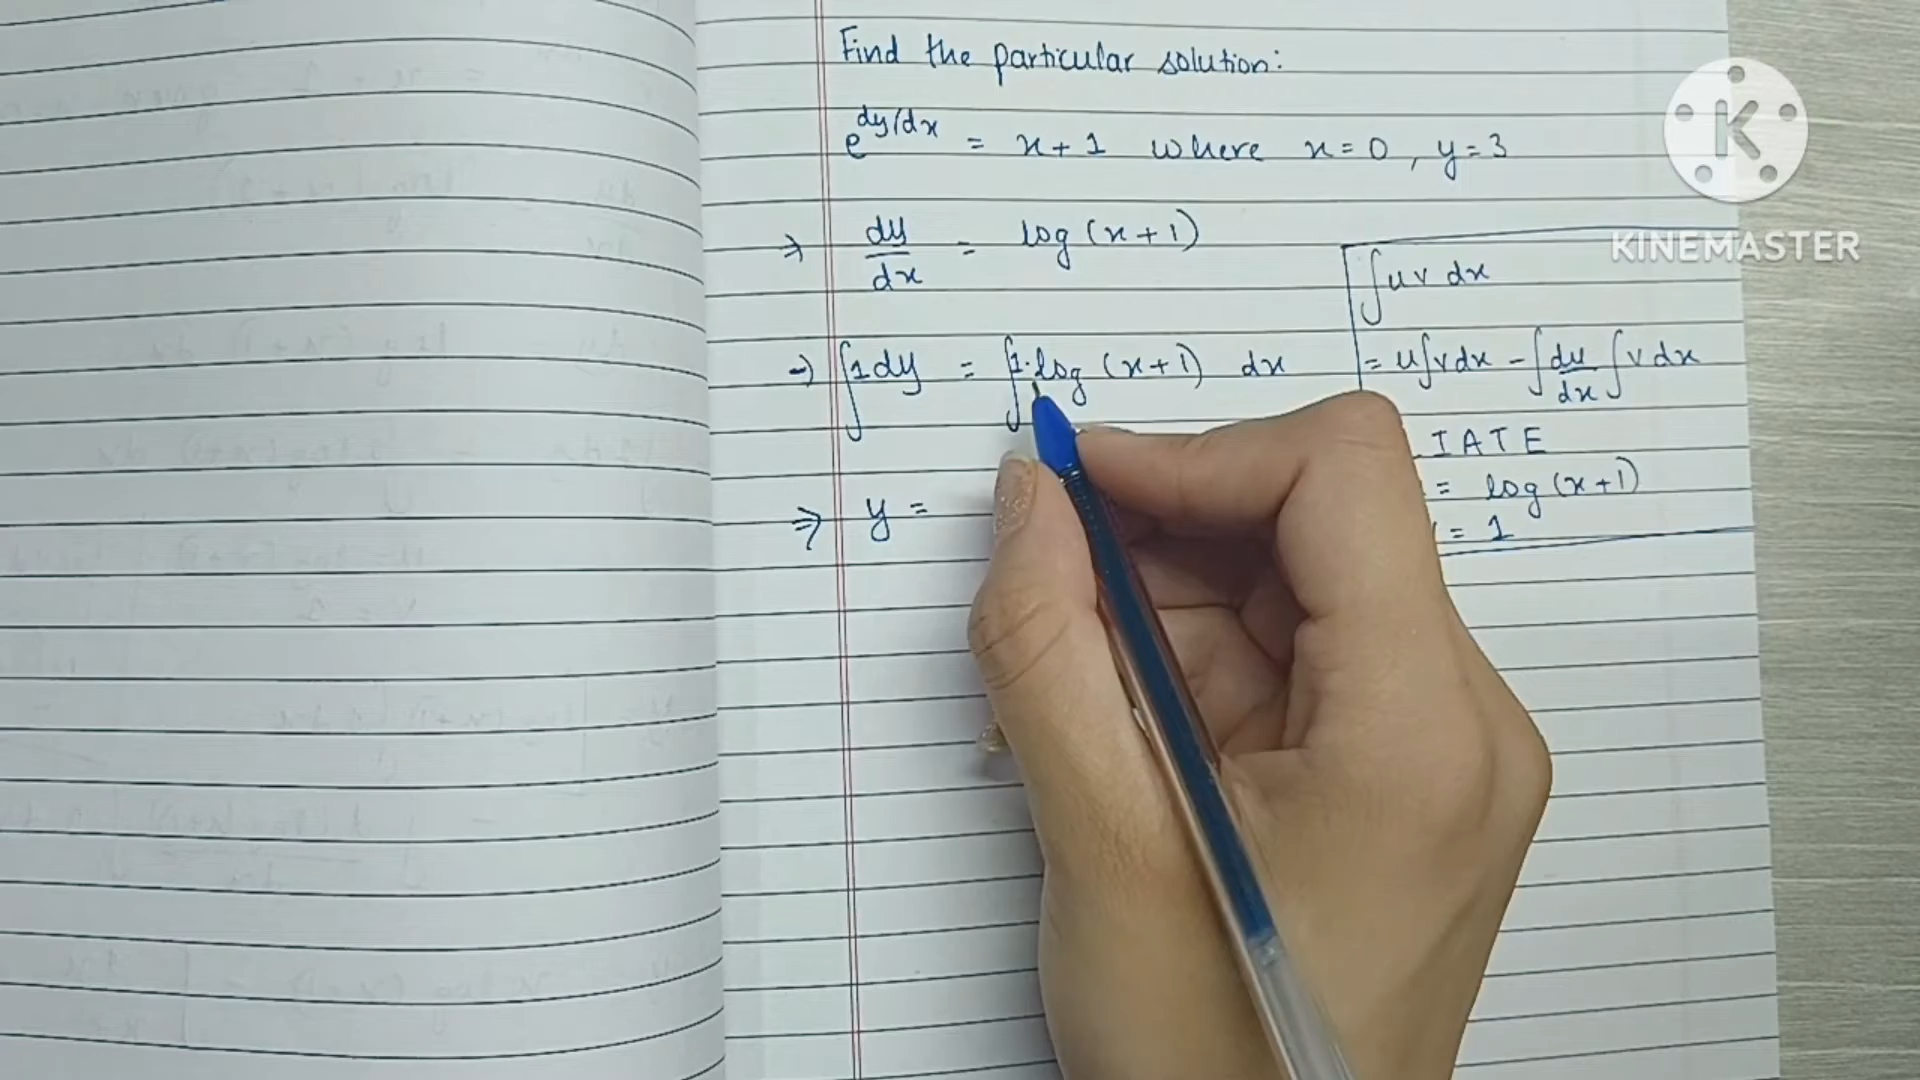 Find the particular solution:
e^dy/dx = x + 1 where x = 0 , y = 3
⇒ dy/dx = log (x + 1)
→ ∫1 dy = ∫1·log (x + 1) dx
⇒ y =
∫u v dx
= u∫v dx - ∫du/dx ∫v dx
IATE
= log (x + 1)
= 1
K
KINEMASTER